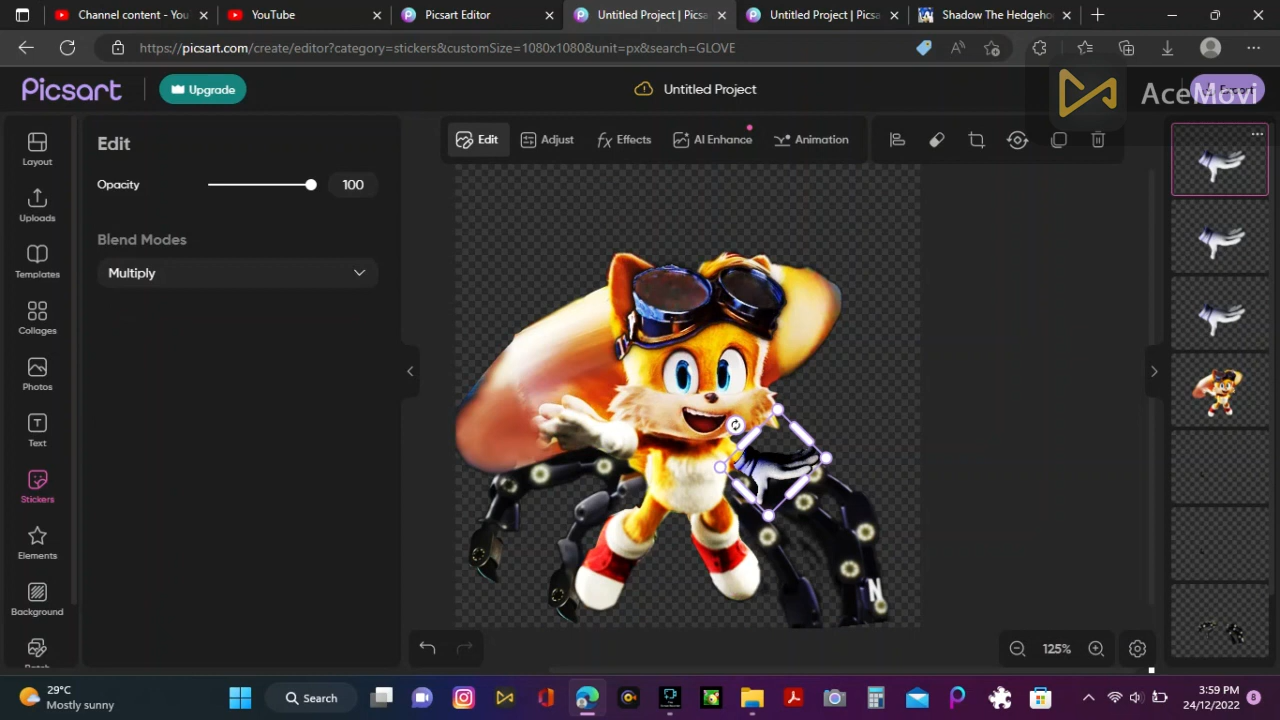 Channel content - You
YouTube
Picsart Editor
Untitled Project | Picsa
Untitled Project | Picsa
Shadow The Hedgeho
https://picsart.com/create/editor?category=stickers&customSize=1080x1080&unit=px&search=GLOVE
Picsart
Upgrade
Untitled Project
AceMovi
Layout
Uploads
Templates
Collages
Photos
Text
Stickers
Elements
Background
Batch
Edit
Opacity
100
Blend Modes
Multiply
Edit
Adjust
fx Effects
AI Enhance
Animation
N
125%
29°C
Mostly sunny
Search
3:59 PM
24/12/2022
8